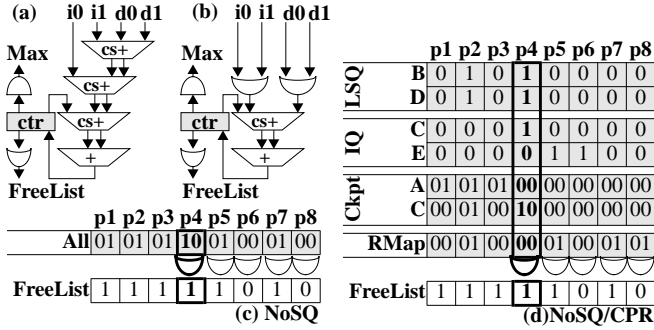 (a) i0 i1 d0 d1
cs+
Max
cs+
ctr
cs+
+
FreeList
(b) i0 i1 d0 d1
Max
ctr
cs+
+
FreeList
p1 p2 p3 p4 p5 p6 p7 p8
All 01 01 01 10 01 00 01 00
FreeList 1 1 1 1 1 0 1 0
(c) NoSQ
p1 p2 p3 p4 p5 p6 p7 p8
LSQ
B 0 1 0 1 0 0 0 0
D 0 1 0 1 0 0 0 0
IQ
C 0 0 0 1 0 0 0 0
E 0 0 0 0 1 1 0 0
Ckpt
A 01 01 01 00 00 00 00 00
C 00 01 00 10 00 00 00 00
RMap 00 01 00 00 01 00 01 01
FreeList 1 1 1 1 1 0 1 0
(d)NoSQ/CPR